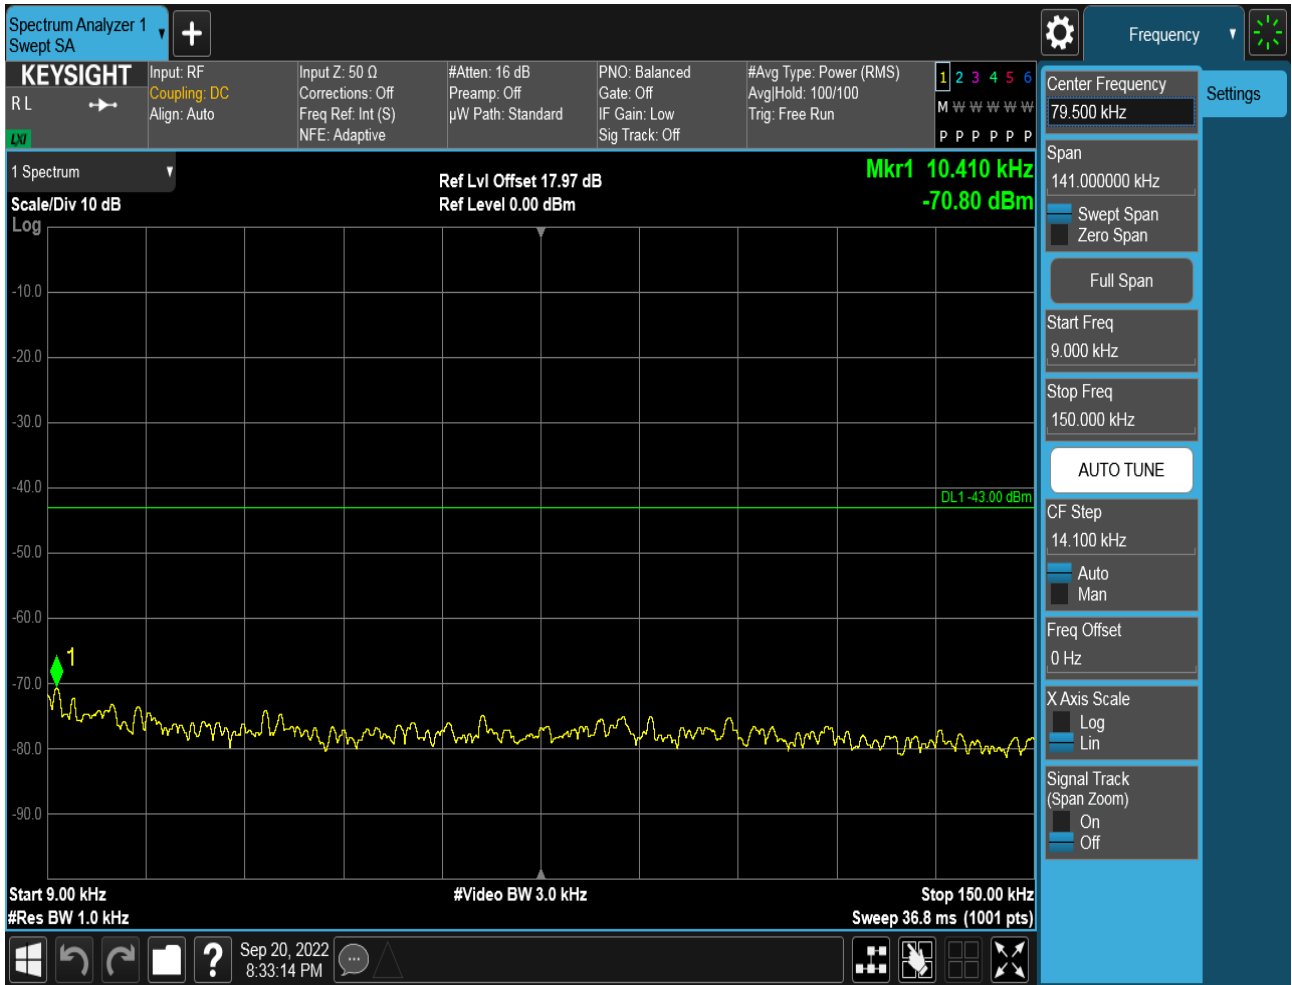 Spectrum Analyzer 1
Swept SA
Frequency
KEYSIGHT
R L
LXI
Input: RF
Coupling: DC
Align: Auto
Input Z: 50 Ω
Corrections: Off
Freq Ref: Int (S)
NFE: Adaptive
#Atten: 16 dB
Preamp: Off
µW Path: Standard
PNO: Balanced
Gate: Off
IF Gain: Low
Sig Track: Off
#Avg Type: Power (RMS)
Avg|Hold: 100/100
Trig: Free Run
1 2 3 4 5 6
M W W W W W
P P P P P P
1 Spectrum
Scale/Div 10 dB
Log
Ref Lvl Offset 17.97 dB
Ref Level 0.00 dBm
Mkr1 10.410 kHz
-70.80 dBm
-10.0
-20.0
-30.0
-40.0
DL1 -43.00 dBm
-50.0
-60.0
1
-70.0
-80.0
-90.0
Start 9.00 kHz
#Res BW 1.0 kHz
#Video BW 3.0 kHz
Stop 150.00 kHz
Sweep 36.8 ms (1001 pts)
Center Frequency
79.500 kHz
Settings
Span
141.000000 kHz
Swept Span
Zero Span
Full Span
Start Freq
9.000 kHz
Stop Freq
150.000 kHz
AUTO TUNE
CF Step
14.100 kHz
Auto
Man
Freq Offset
0 Hz
X Axis Scale
Log
Lin
Signal Track
(Span Zoom)
On
Off
?
Sep 20, 2022
8:33:14 PM